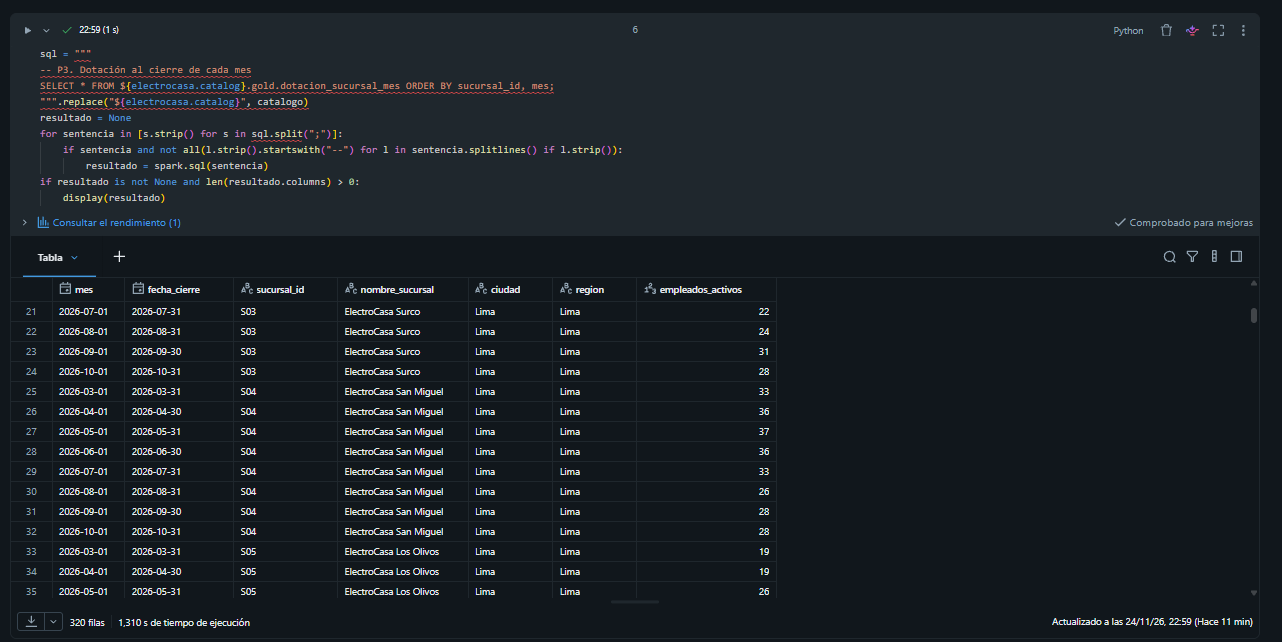 22:59 (1 s)
6
Python
sql = """
-- P3. Dotación al cierre de cada mes
SELECT * FROM ${electrocasa.catalog}.gold.dotacion_sucursal_mes ORDER BY sucursal_id, mes;
""".replace("${electrocasa.catalog}", catalogo)
resultado = None
for sentencia in [s.strip() for s in sql.split(";")]:
if sentencia and not all(l.strip().startswith("--") for l in sentencia.splitlines() if l.strip()):
resultado = spark.sql(sentencia)
if resultado is not None and len(resultado.columns) > 0:
display(resultado)
Consultar el rendimiento (1)
Comprobado para mejoras
Tabla
mes fecha_cierre sucursal_id nombre_sucursal ciudad region empleados_activos
21 2026-07-01 2026-07-31 S03 ElectroCasa Surco Lima Lima 22
22 2026-08-01 2026-08-31 S03 ElectroCasa Surco Lima Lima 24
23 2026-09-01 2026-09-30 S03 ElectroCasa Surco Lima Lima 31
24 2026-10-01 2026-10-31 S03 ElectroCasa Surco Lima Lima 28
25 2026-03-01 2026-03-31 S04 ElectroCasa San Miguel Lima Lima 33
26 2026-04-01 2026-04-30 S04 ElectroCasa San Miguel Lima Lima 36
27 2026-05-01 2026-05-31 S04 ElectroCasa San Miguel Lima Lima 37
28 2026-06-01 2026-06-30 S04 ElectroCasa San Miguel Lima Lima 36
29 2026-07-01 2026-07-31 S04 ElectroCasa San Miguel Lima Lima 33
30 2026-08-01 2026-08-31 S04 ElectroCasa San Miguel Lima Lima 26
31 2026-09-01 2026-09-30 S04 ElectroCasa San Miguel Lima Lima 28
32 2026-10-01 2026-10-31 S04 ElectroCasa San Miguel Lima Lima 28
33 2026-03-01 2026-03-31 S05 ElectroCasa Los Olivos Lima Lima 19
34 2026-04-01 2026-04-30 S05 ElectroCasa Los Olivos Lima Lima 19
35 2026-05-01 2026-05-31 S05 ElectroCasa Los Olivos Lima Lima 26
320 filas 1,310 s de tiempo de ejecución
Actualizado a las 24/11/26, 22:59 (Hace 11 min)